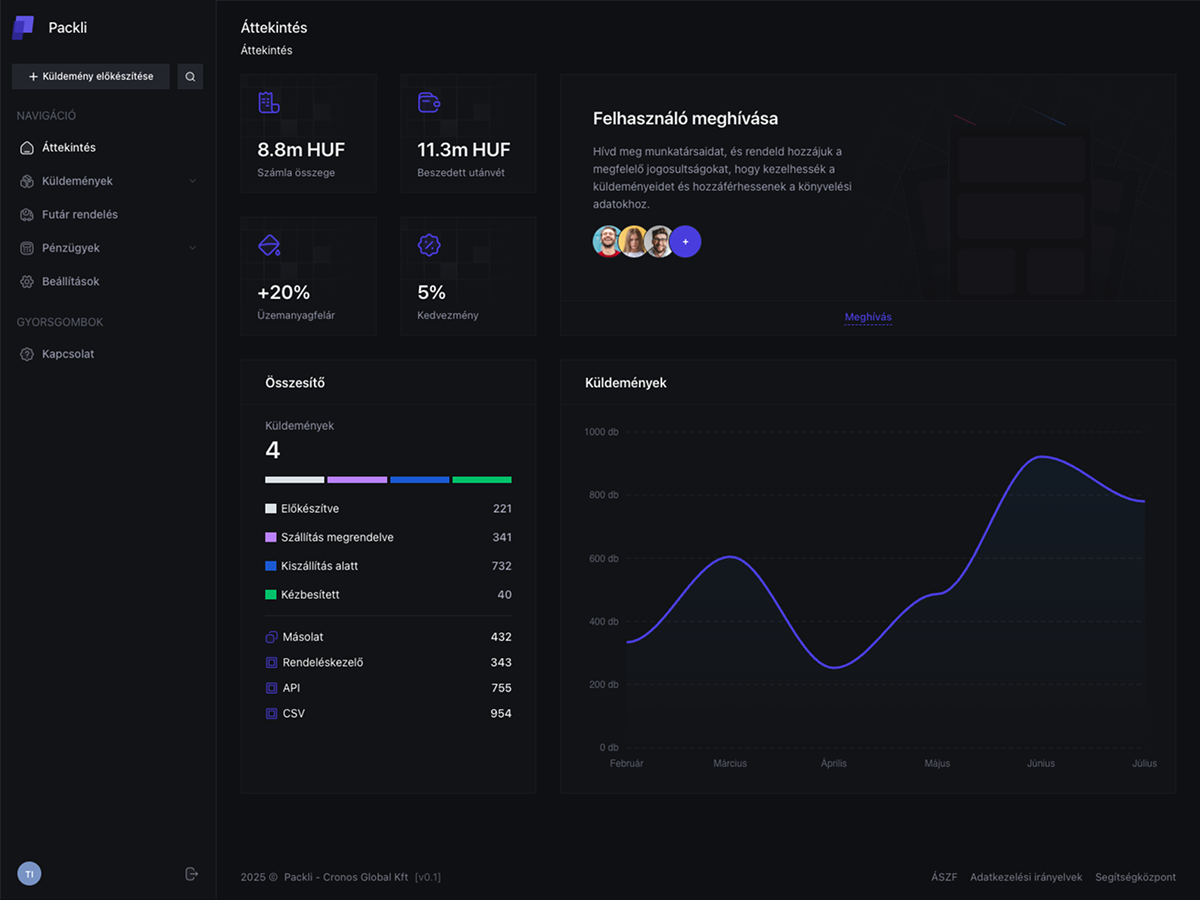 Packli
+ Küldemény előkészítése
NAVIGÁCIÓ
Áttekintés
Küldemények
Futár rendelés
Pénzügyek
Beállítások
GYORSGOMBOK
Kapcsolat
TI
Áttekintés
Áttekintés
8.8m HUF
Számla összege
11.3m HUF
Beszedett utánvét
+20%
Üzemanyagfelár
5%
Kedvezmény
Felhasználó meghívása
Hívd meg munkatársaidat, és rendeld hozzájuk a
megfelelő jogosultságokat, hogy kezelhessék a
küldeményeidet és hozzáférhessenek a könyvelési
adatokhoz.
+
Meghívás
Összesítő
Küldemények
4
Előkészítve 221
Szállítás megrendelve 341
Kiszállítás alatt 732
Kézbesített 40
Másolat 432
Rendeléskezelő 343
API 755
CSV 954
Küldemények
1000 db
800 db
600 db
400 db
200 db
0 db
Február Március Április Május Június Július
2025 © Packli - Cronos Global Kft [v0.1]
ÁSZF Adatkezelési irányelvek Segítségközpont